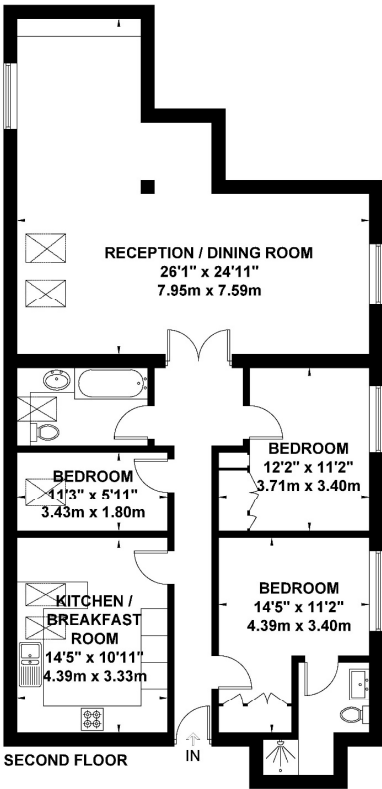 RECEPTION / DINING ROOM
26'1" x 24'11"
7.95m x 7.59m
BEDROOM
12'2" x 11'2"
3.71m x 3.40m
BEDROOM
11'3" x 5'11"
3.43m x 1.80m
BEDROOM
14'5" x 11'2"
4.39m x 3.40m
KITCHEN /
BREAKFAST
ROOM
14'5" x 10'11"
4.39m x 3.33m
SECOND FLOOR
IN